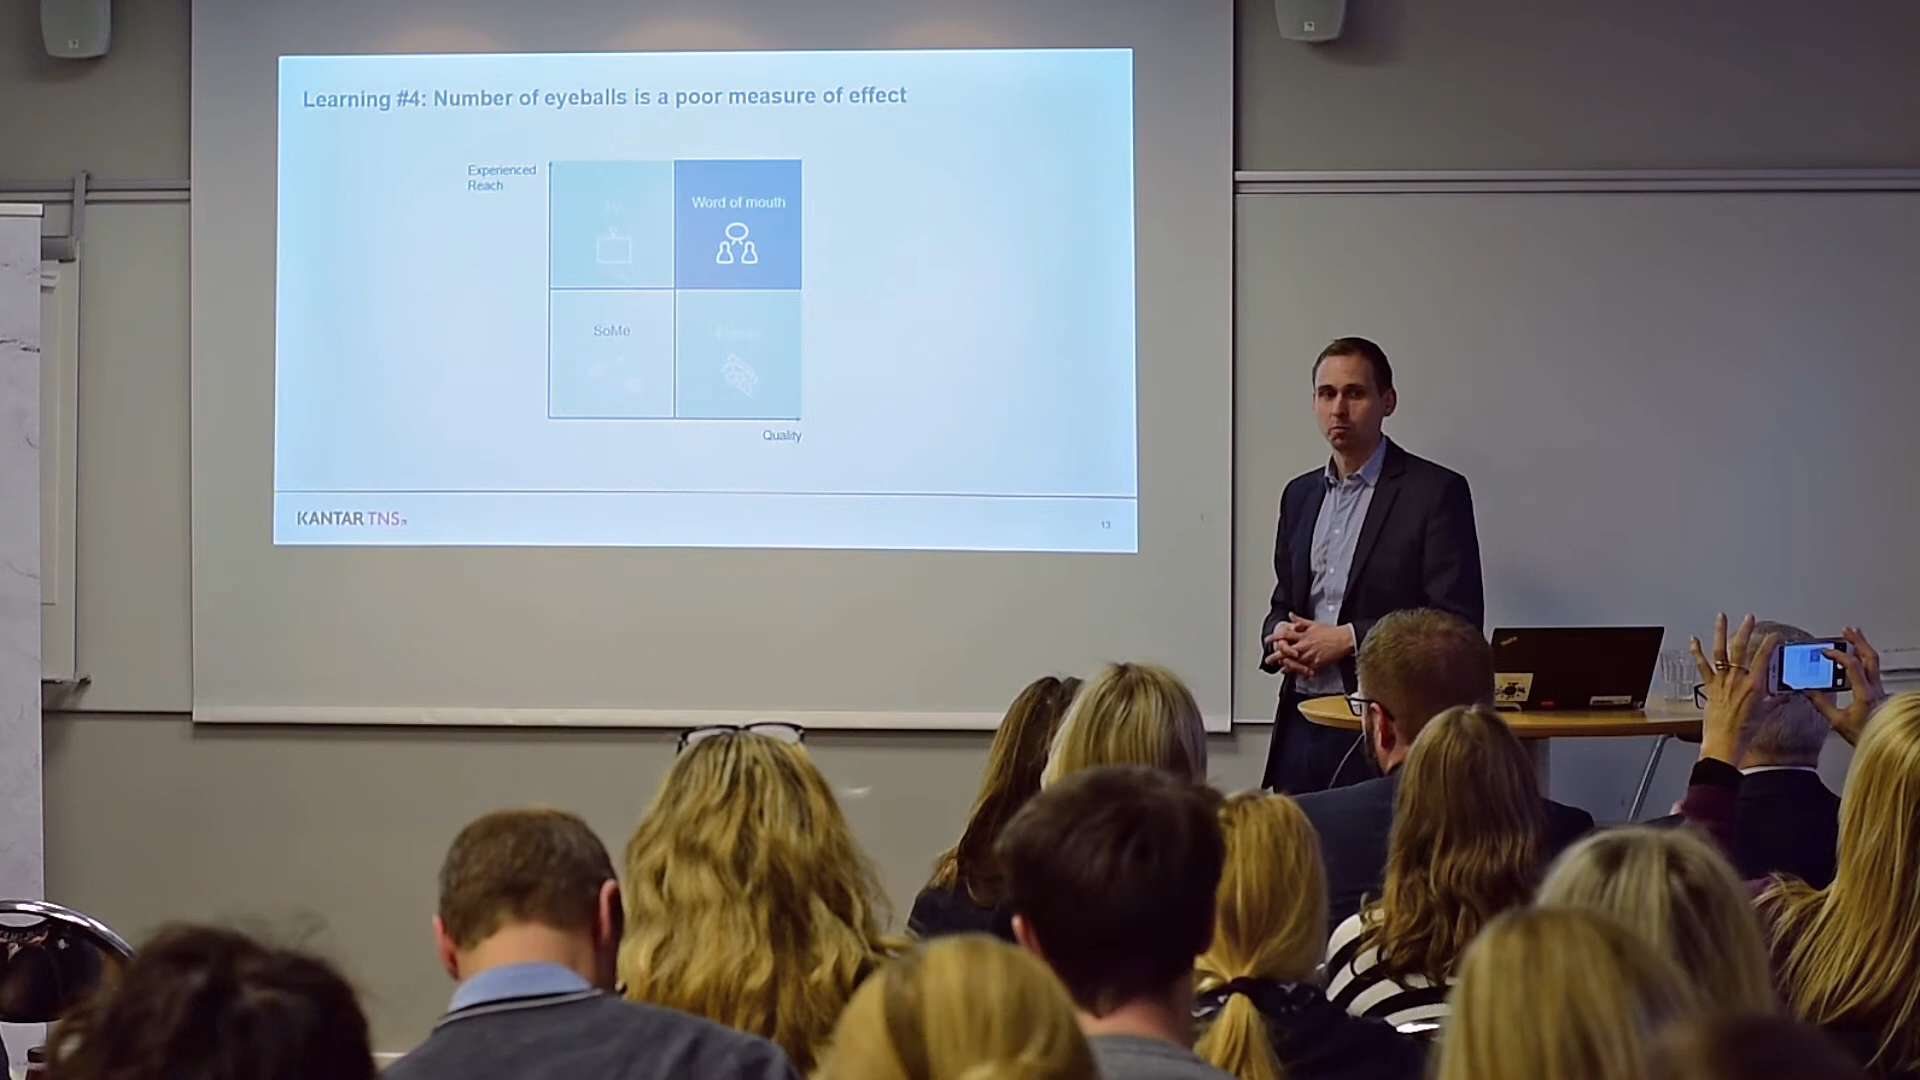 Learning #4: Number of eyeballs is a poor measure of effect
Experienced
Reach
TV
Word of mouth
SoMe
Quality
KANTAR TNS
13